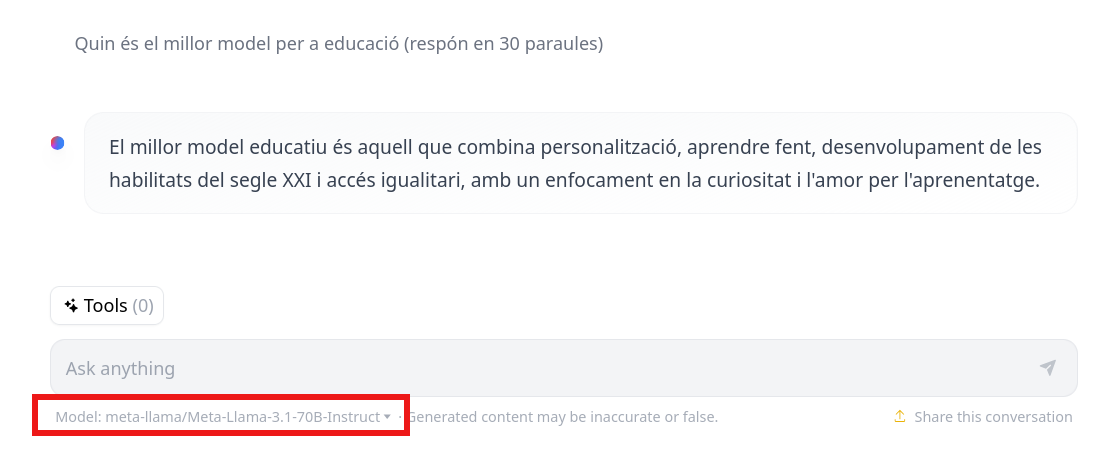 Quin és el millor model per a educació (respón en 30 paraules)
El millor model educatiu és aquell que combina personalització, aprendre fent, desenvolupament de les
habilitats del segle XXI i accés igualitari, amb un enfocament en la curiositat i l'amor per l'aprenentatge.
Tools (0)
Ask anything
Model: meta-llama/Meta-Llama-3.1-70B-Instruct · Generated content may be inaccurate or false. Share this conversation